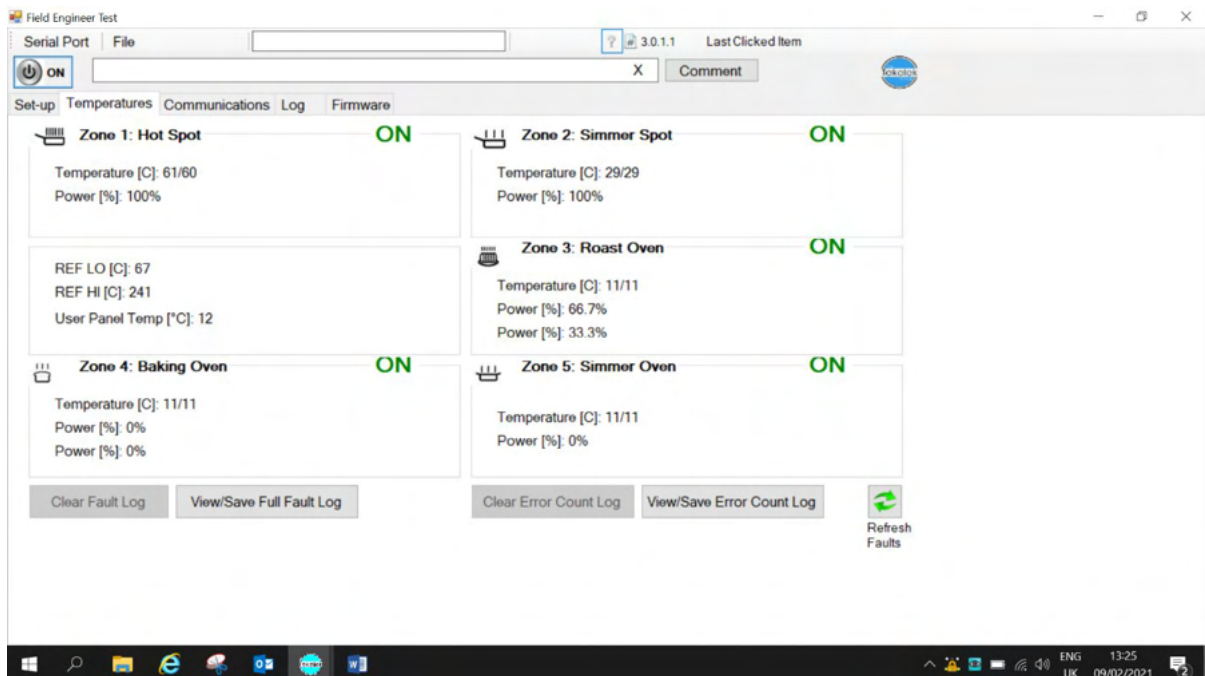 Field Engineer Test
Serial Port File
? # 3.0.1.1 Last Clicked Item
ON X Comment
Set-up Temperatures Communications Log Firmware
Zone 1: Hot Spot ON
Temperature [C]: 61/60
Power [%]: 100%
Zone 2: Simmer Spot ON
Temperature [C]: 29/29
Power [%]: 100%
REF LO [C]: 67
REF HI [C]: 241
User Panel Temp [°C]: 12
Zone 3: Roast Oven ON
Temperature [C]: 11/11
Power [%]: 66.7%
Power [%]: 33.3%
Zone 4: Baking Oven ON
Temperature [C]: 11/11
Power [%]: 0%
Power [%]: 0%
Zone 5: Simmer Oven ON
Temperature [C]: 11/11
Power [%]: 0%
Clear Fault Log View/Save Full Fault Log Clear Error Count Log View/Save Error Count Log
Refresh
Faults
ENG 13:25
UK 09/02/2021 2